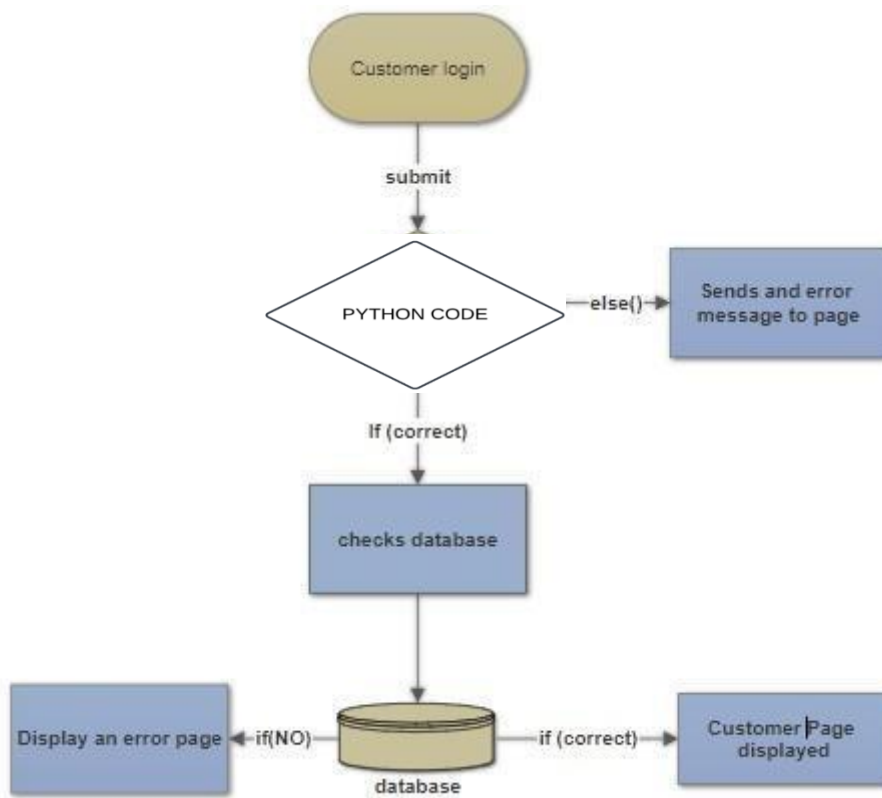 Customer login
submit
PYTHON CODE
else()
Sends and error
message to page
If (correct)
checks database
Display an error page
if(NO)
if (correct)
Customer Page
displayed
database